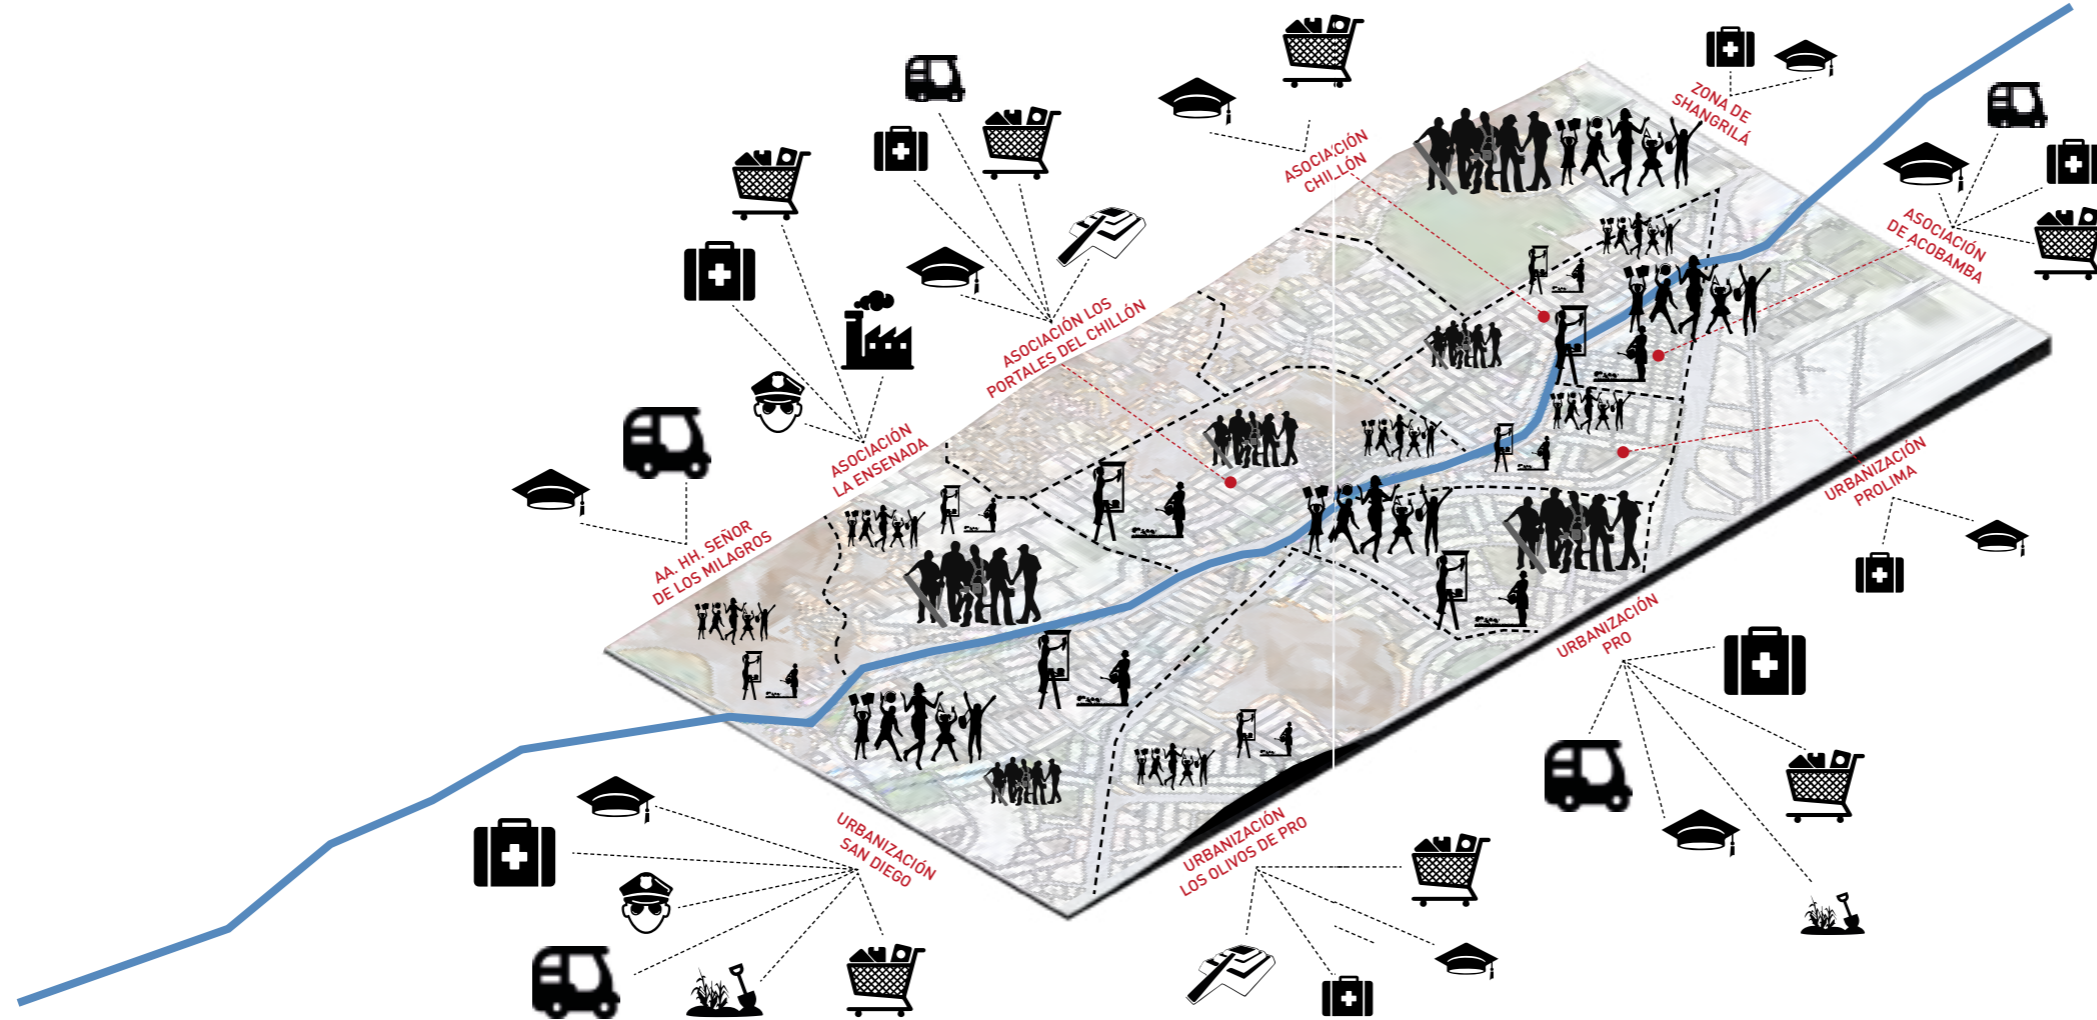 ZONA DE
SHANGRILÁ
ASOCIACIÓN
CHILLÓN
ASOCIACIÓN
DE ACOBAMBA
ASOCIACIÓN LOS
PORTALES DEL CHILLÓN
ASOCIACIÓN
LA ENSENADA
URBANIZACIÓN
PROLIMA
AA. HH. SEÑOR
DE LOS MILAGROS
URBANIZACIÓN
PRO
URBANIZACIÓN
SAN DIEGO
URBANIZACIÓN
LOS OLIVOS DE PRO